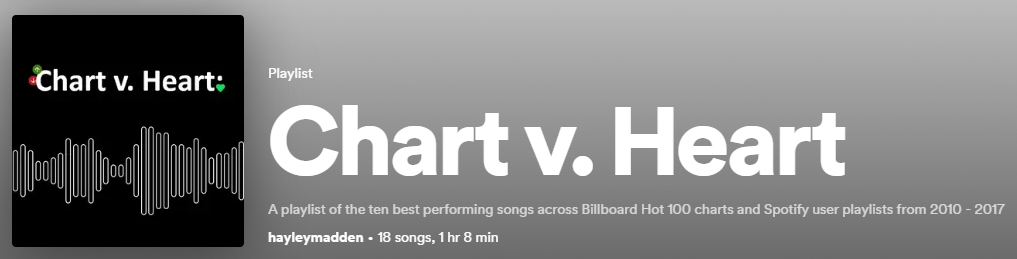 Chart v. Heart:
Playlist
Chart v. Heart
A playlist of the ten best performing songs across Billboard Hot 100 charts and Spotify user playlists from 2010 - 2017
hayleymadden • 18 songs, 1 hr 8 min